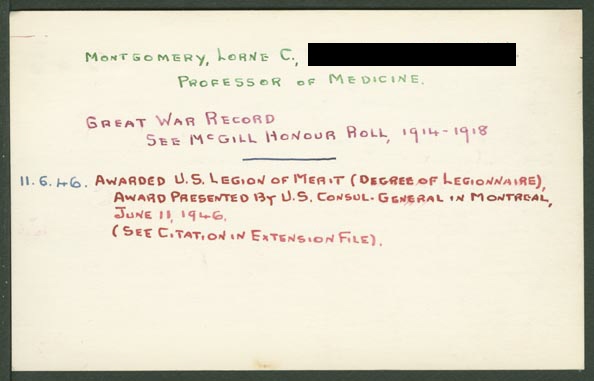 MONTGOMERY, LORNE C.,
PROFESSOR OF MEDICINE.
GREAT WAR RECORD
SEE MCGILL HONOUR ROLL, 1914-1918
11.6.46. AWARDED U.S. LEGION OF MERIT (DEGREE OF LEGIONNAIRE),
AWARD PRESENTED BY U.S. CONSUL-GENERAL IN MONTREAL,
JUNE 11, 1946.
(SEE CITATION IN EXTENSION FILE).